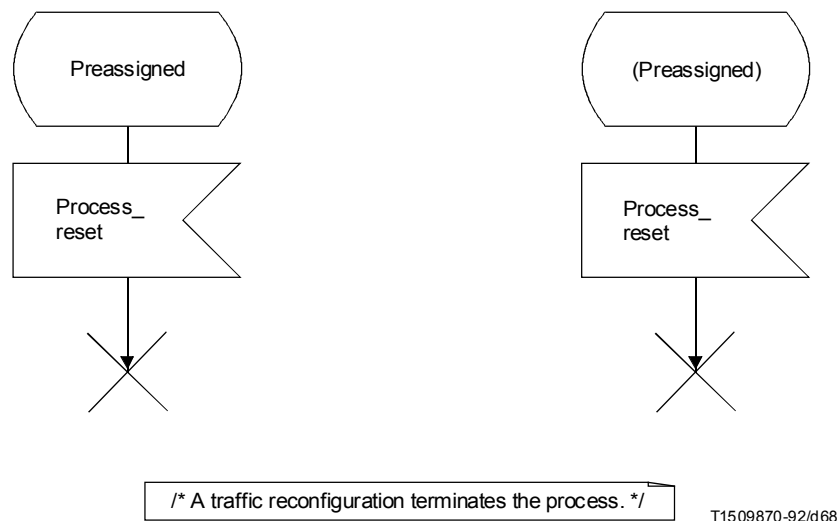 Preassigned
(Preassigned)
Process_
reset
Process_
reset
/* A traffic reconfiguration terminates the process. */
T1509870-92/d68